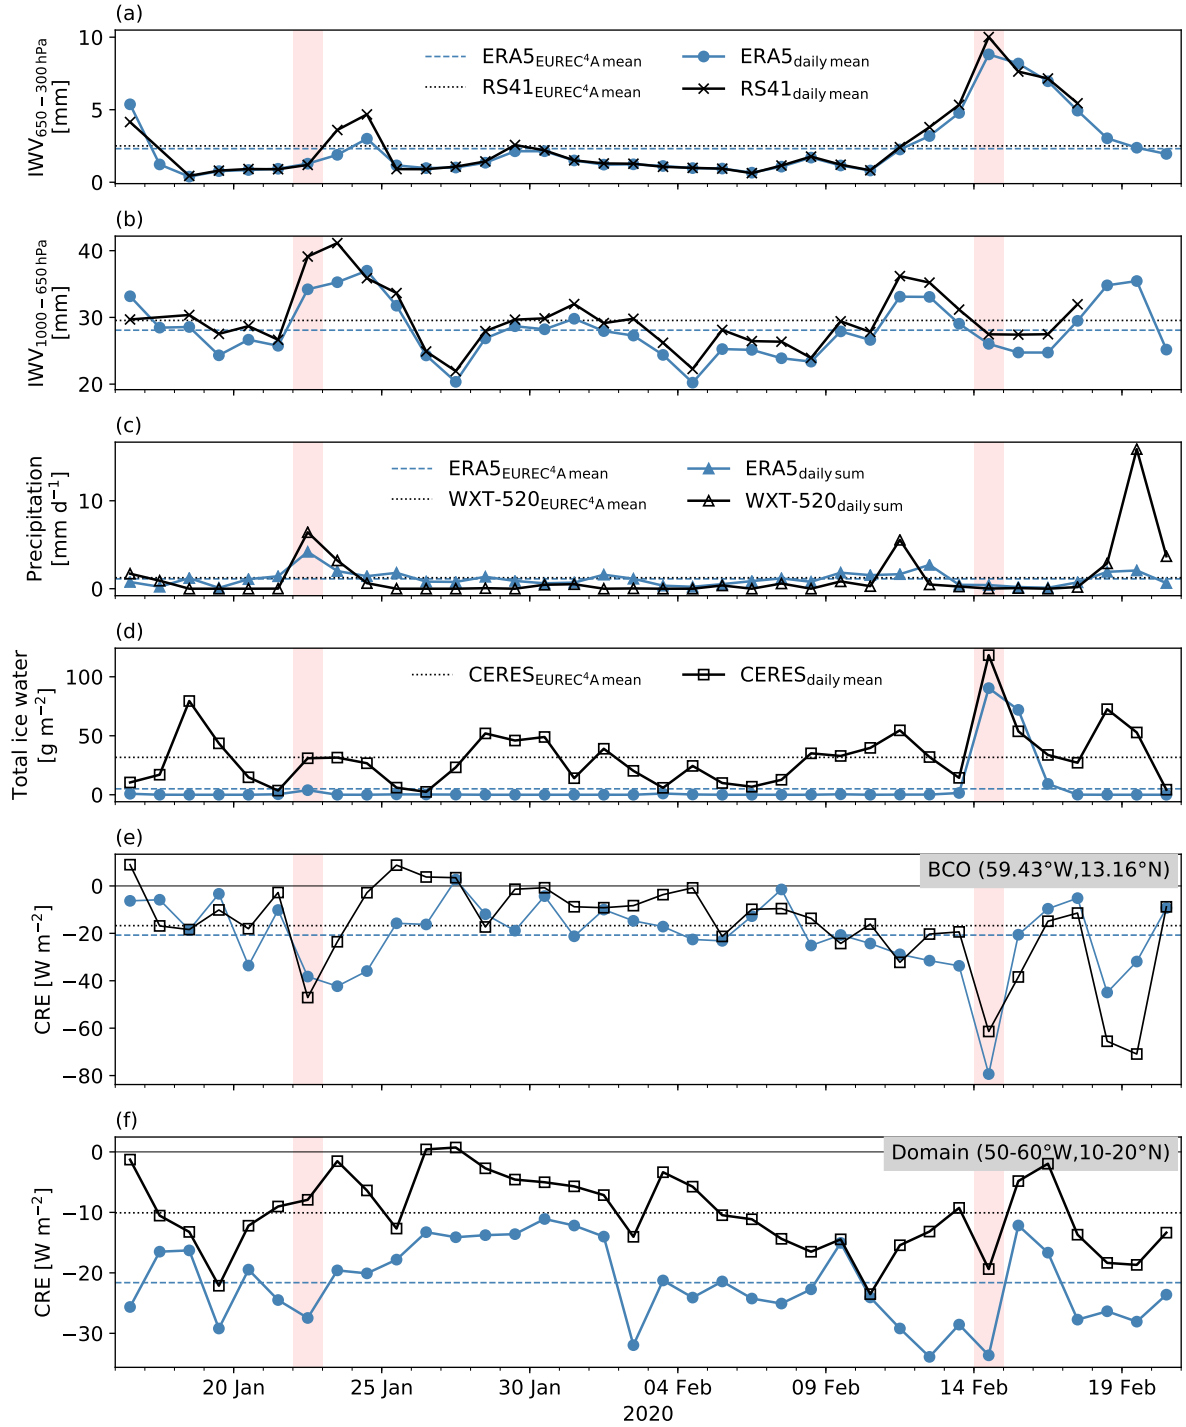 (a)
10
5
0
IWV650−300hPa
[mm]
ERA5EUREC⁴A mean
RS41EUREC⁴A mean
ERA5daily mean
RS41daily mean
(b)
40
30
20
IWV1000−650hPa
[mm]
(c)
10
0
Precipitation
[mm d⁻¹]
ERA5EUREC⁴A mean
WXT-520EUREC⁴A mean
ERA5daily sum
WXT-520daily sum
(d)
100
50
0
Total ice water
[g m⁻²]
CERESEUREC⁴A mean
CERESdaily mean
(e)
0
−20
−40
−60
−80
CRE [W m⁻²]
BCO (59.43°W,13.16°N)
(f)
0
−10
−20
−30
CRE [W m⁻²]
Domain (50-60°W,10-20°N)
20 Jan
25 Jan
30 Jan
04 Feb
09 Feb
14 Feb
19 Feb
2020